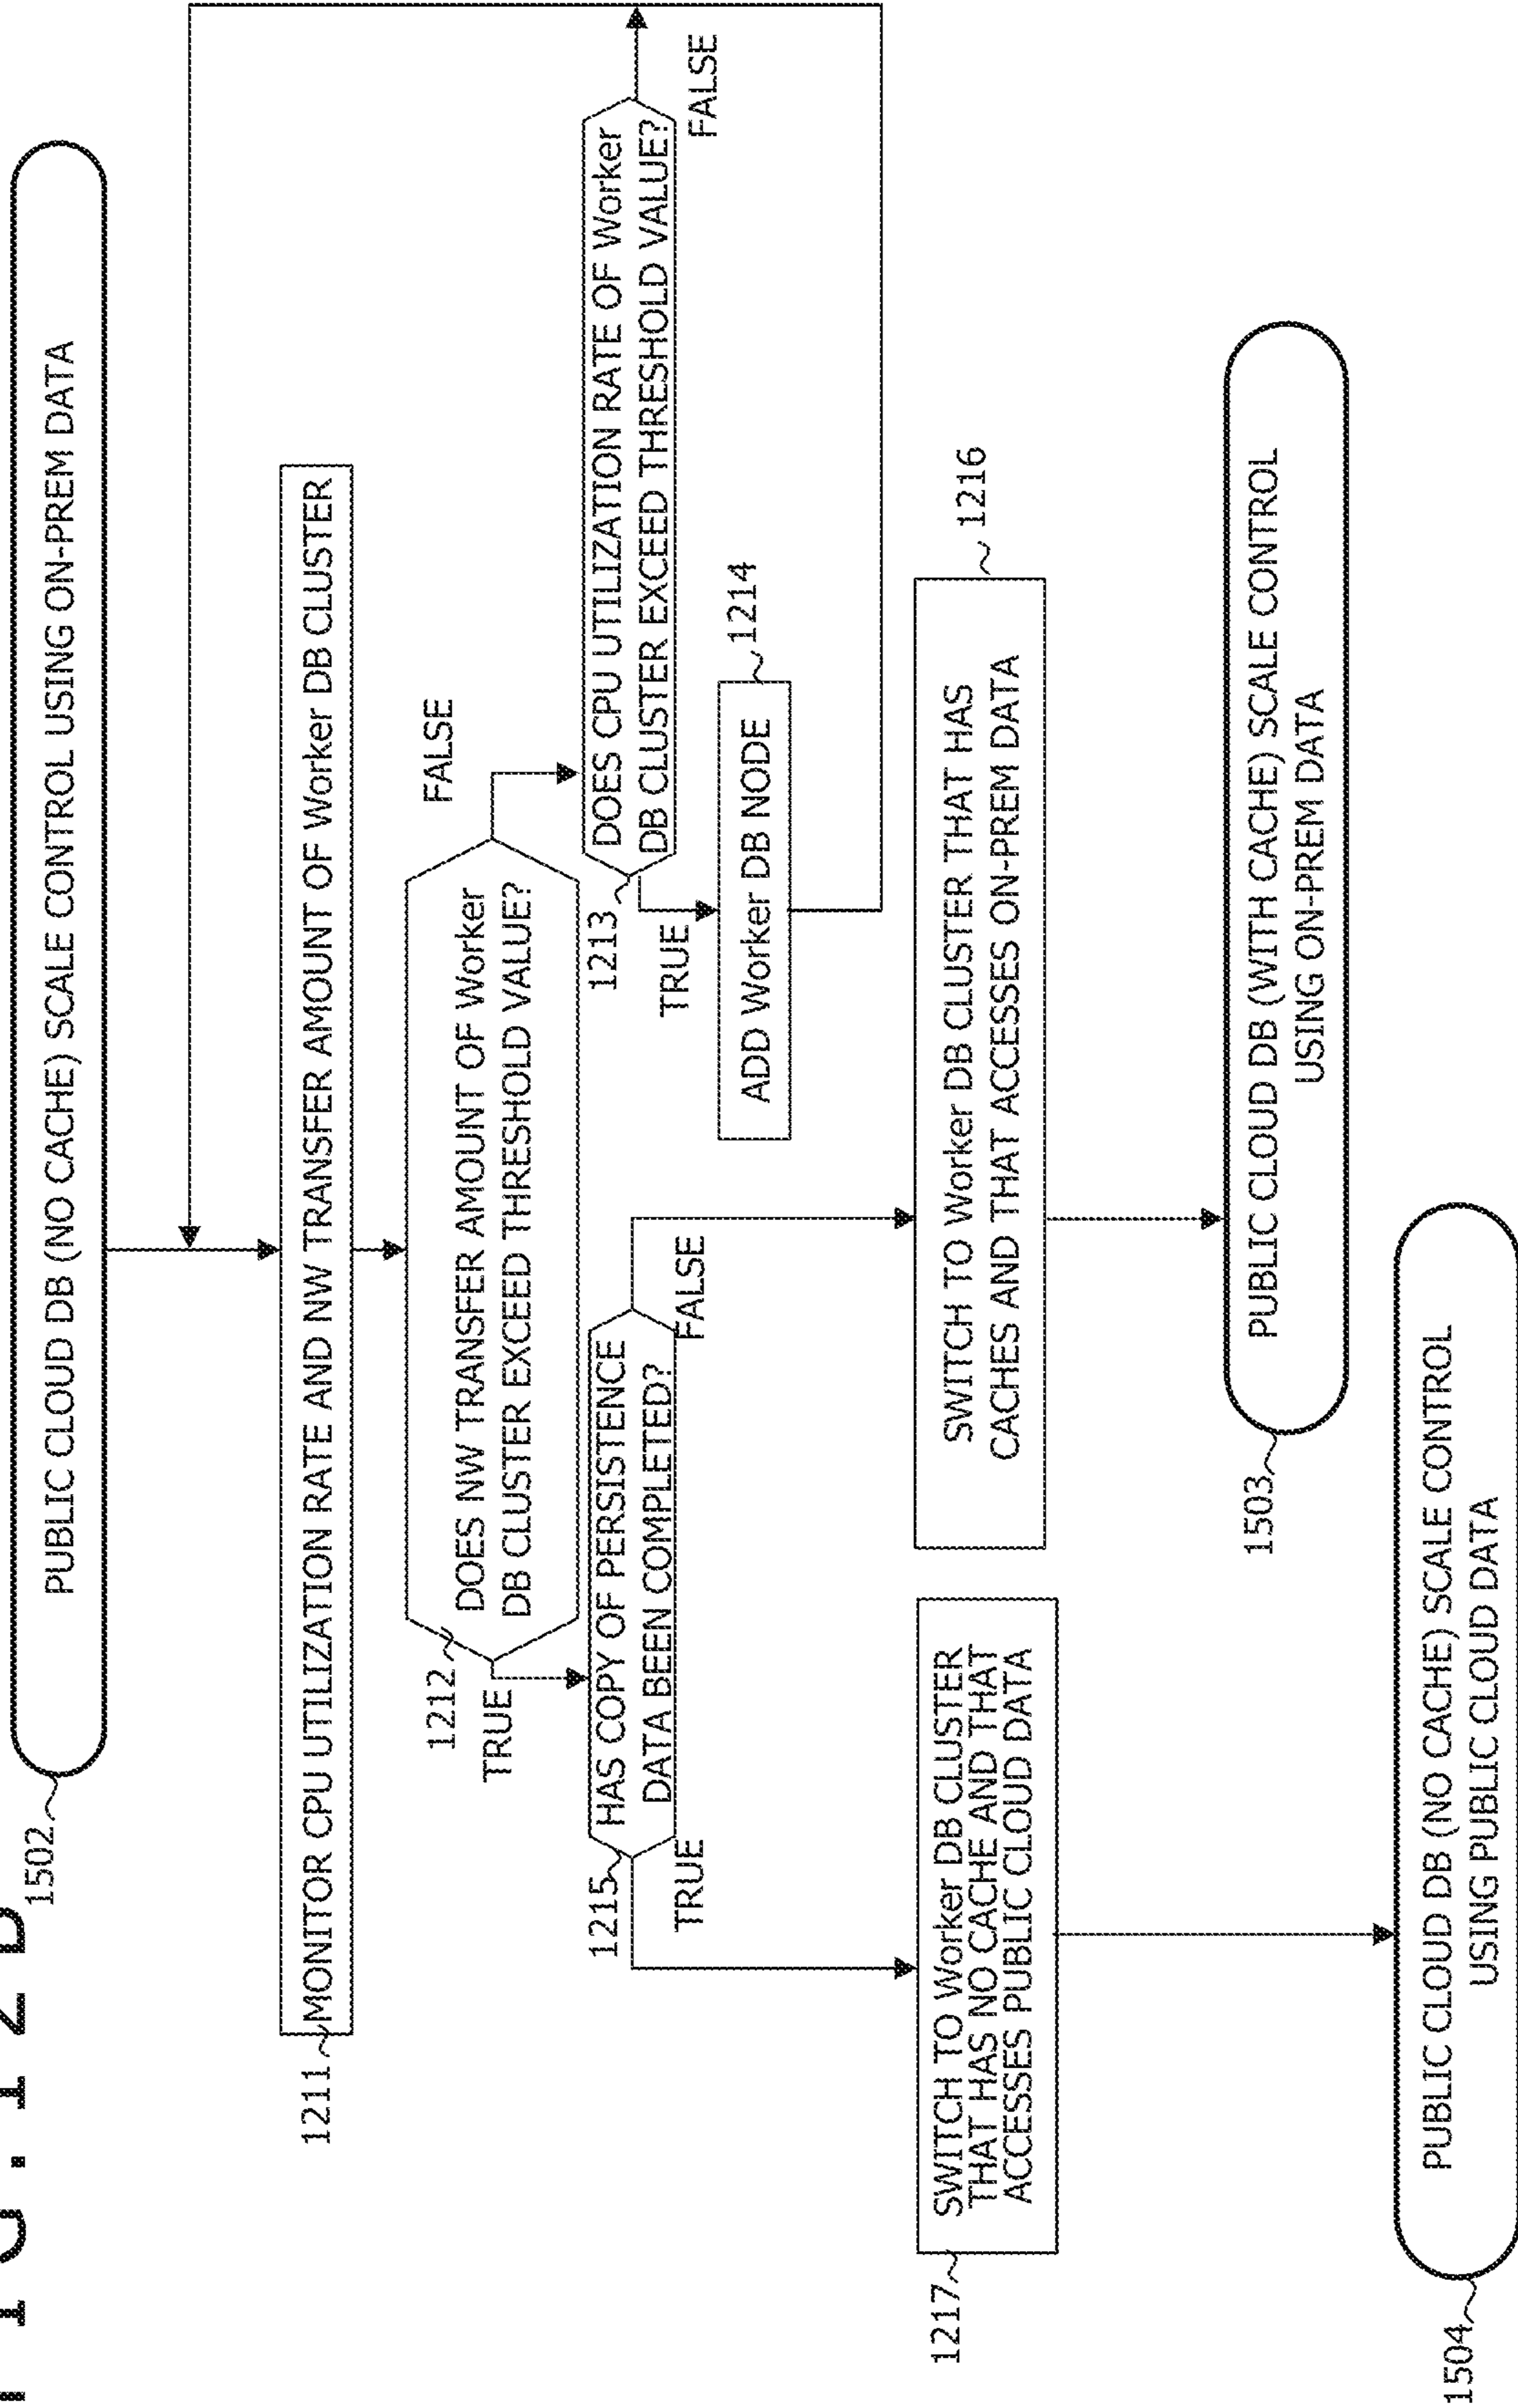 FIG. 12B
1502
PUBLIC CLOUD DB (NO CACHE) SCALE CONTROL USING ON-PREM DATA
1211
MONITOR CPU UTILIZATION RATE AND NW TRANSFER AMOUNT OF Worker DB CLUSTER
1212
DOES NW TRANSFER AMOUNT OF Worker
DB CLUSTER EXCEED THRESHOLD VALUE?
TRUE
FALSE
1213
DOES CPU UTILIZATION RATE OF Worker
DB CLUSTER EXCEED THRESHOLD VALUE?
TRUE
FALSE
ADD Worker DB NODE
1214
1215
HAS COPY OF PERSISTENCE
DATA BEEN COMPLETED?
TRUE
FALSE
1217
SWITCH TO Worker DB CLUSTER
THAT HAS NO CACHE AND THAT
ACCESSES PUBLIC CLOUD DATA
SWITCH TO Worker DB CLUSTER THAT HAS
CACHES AND THAT ACCESSES ON-PREM DATA
1216
1503
PUBLIC CLOUD DB (WITH CACHE) SCALE CONTROL
USING ON-PREM DATA
1504
PUBLIC CLOUD DB (NO CACHE) SCALE CONTROL
USING PUBLIC CLOUD DATA